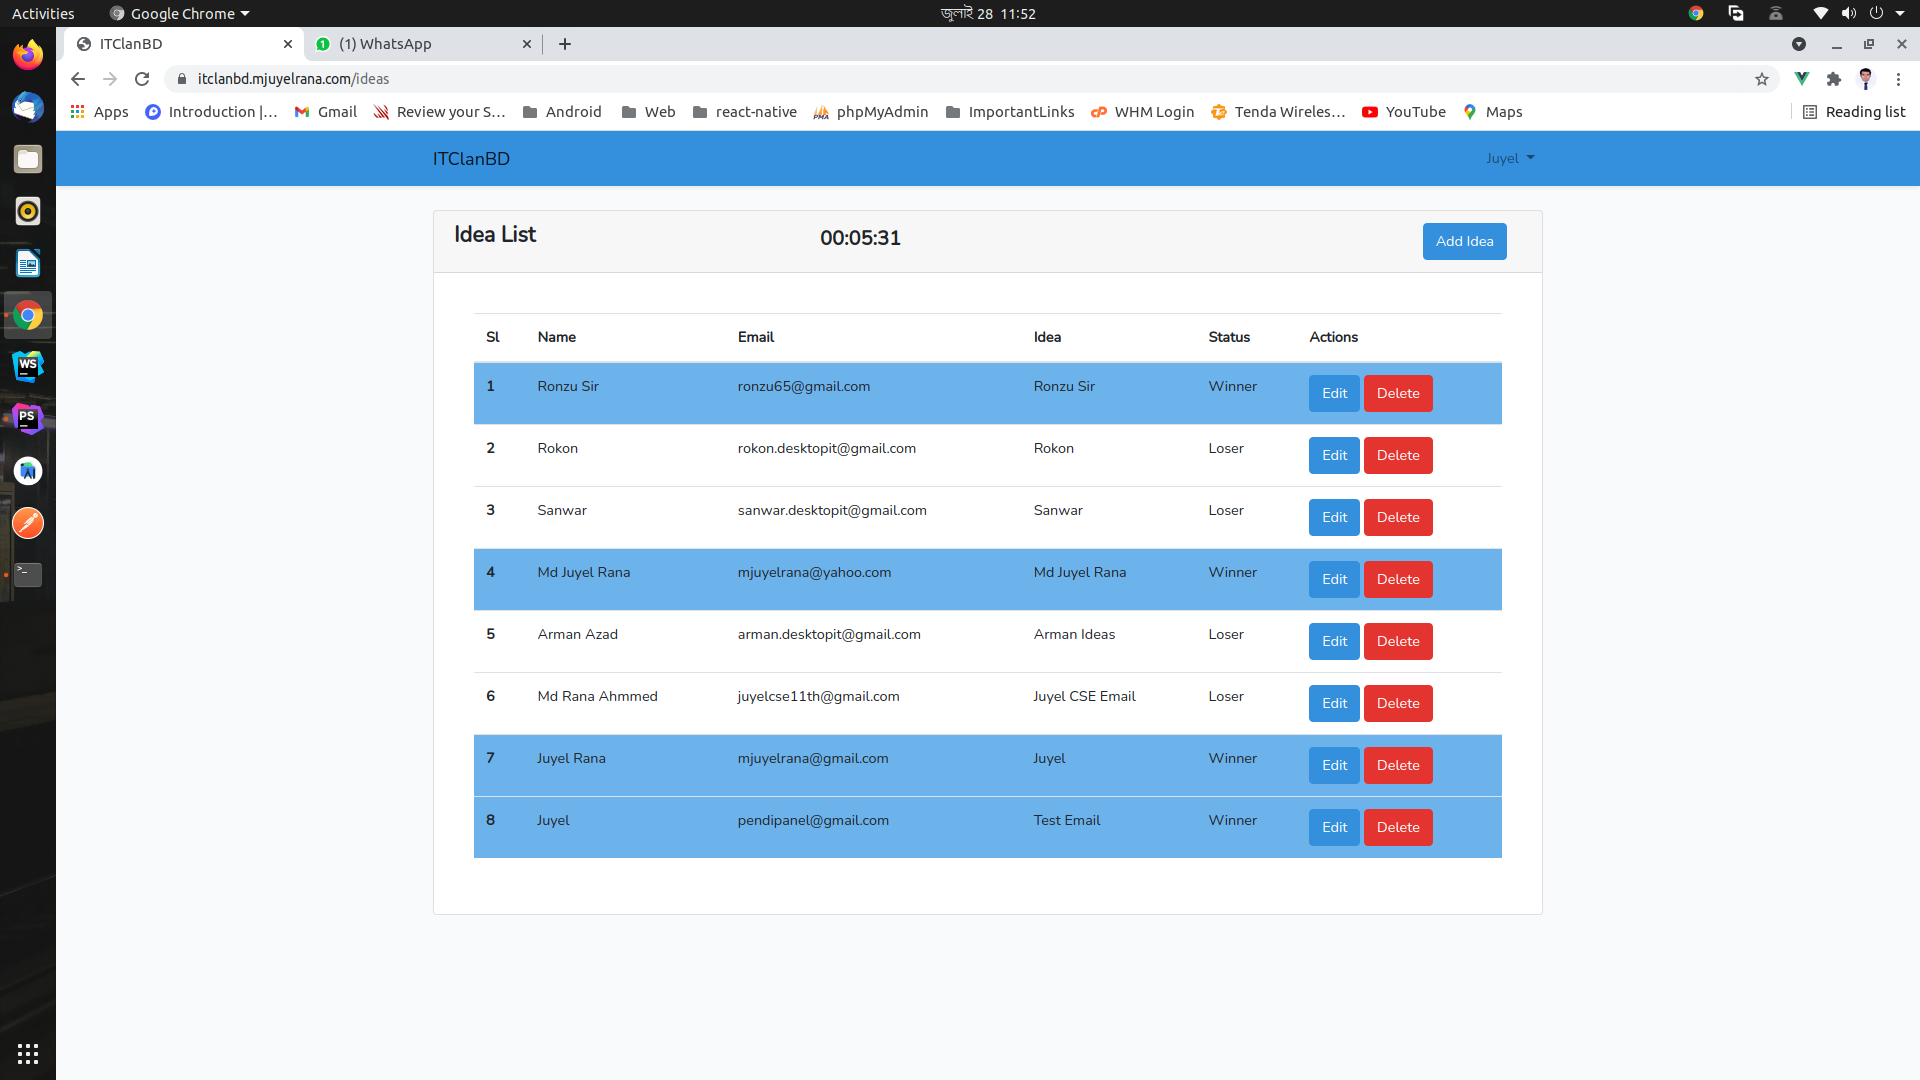 Activities Google Chrome জুলাই 28 11:52
ITClanBD (1) WhatsApp
itclanbd.mjuyelrana.com/ideas
Apps Introduction |... Gmail Review your S... Android Web react-native phpMyAdmin ImportantLinks WHM Login Tenda Wireles... YouTube Maps Reading list
ITClanBD Juyel
Idea List 00:05:31 Add Idea
Sl Name Email Idea Status Actions
1 Ronzu Sir ronzu65@gmail.com Ronzu Sir Winner Edit Delete
2 Rokon rokon.desktopit@gmail.com Rokon Loser Edit Delete
3 Sanwar sanwar.desktopit@gmail.com Sanwar Loser Edit Delete
4 Md Juyel Rana mjuyelrana@yahoo.com Md Juyel Rana Winner Edit Delete
5 Arman Azad arman.desktopit@gmail.com Arman Ideas Loser Edit Delete
6 Md Rana Ahmmed juyelcse11th@gmail.com Juyel CSE Email Loser Edit Delete
7 Juyel Rana mjuyelrana@gmail.com Juyel Winner Edit Delete
8 Juyel pendipanel@gmail.com Test Email Winner Edit Delete
WS
PS